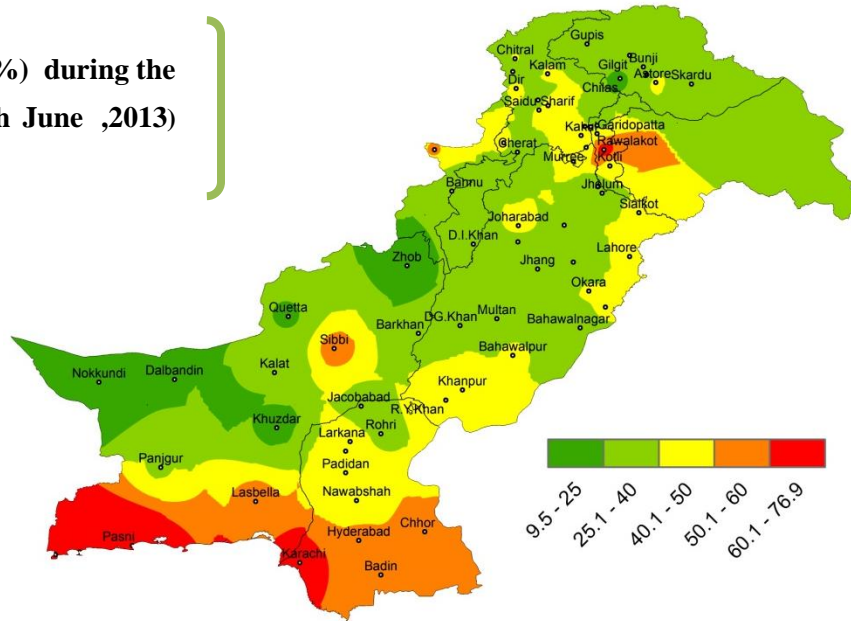 %) during the
h June ,2013)
Gupis
Chitral
Bunji
Kalam
Gilgit
Astore
Skardu
Dir
Chilas
Saidu Sharif
Kakul
Garidopatta
Cherat
Rawalakot
Murree
Kotli
Bannu
Jhelum
Sialkot
Joharabad
D.I.Khan
Lahore
Zhob
Jhang
Okara
Quetta
DG.Khan
Multan
Barkhan
Bahawalnagar
Sibbi
Bahawalpur
Nokkundi
Dalbandin
Kalat
Khanpur
Jacobabad
R.Y.Khan
Khuzdar
Rohri
Larkana
Panjgur
Padidan
Lasbella
Nawabshah
Chhor
Pasni
Hyderabad
Karachi
Badin
9.5 - 25
25.1 - 40
40.1 - 50
50.1 - 60
60.1 - 76.9